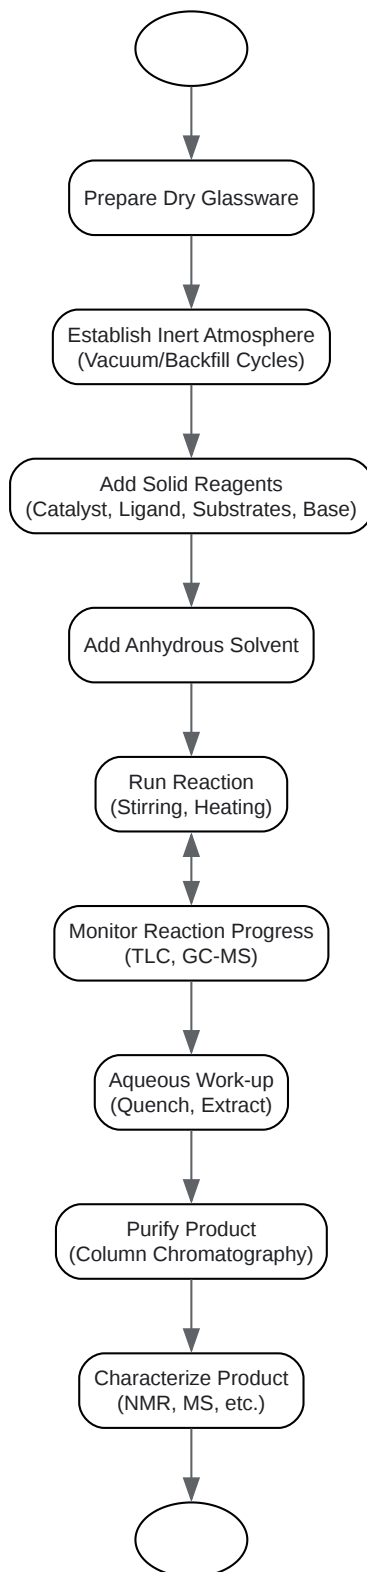 Prepare Dry Glassware
Establish Inert Atmosphere
(Vacuum/Backfill Cycles)
Add Solid Reagents
(Catalyst, Ligand, Substrates, Base)
Add Anhydrous Solvent
Run Reaction
(Stirring, Heating)
Monitor Reaction Progress
(TLC, GC-MS)
Aqueous Work-up
(Quench, Extract)
Purify Product
(Column Chromatography)
Characterize Product
(NMR, MS, etc.)